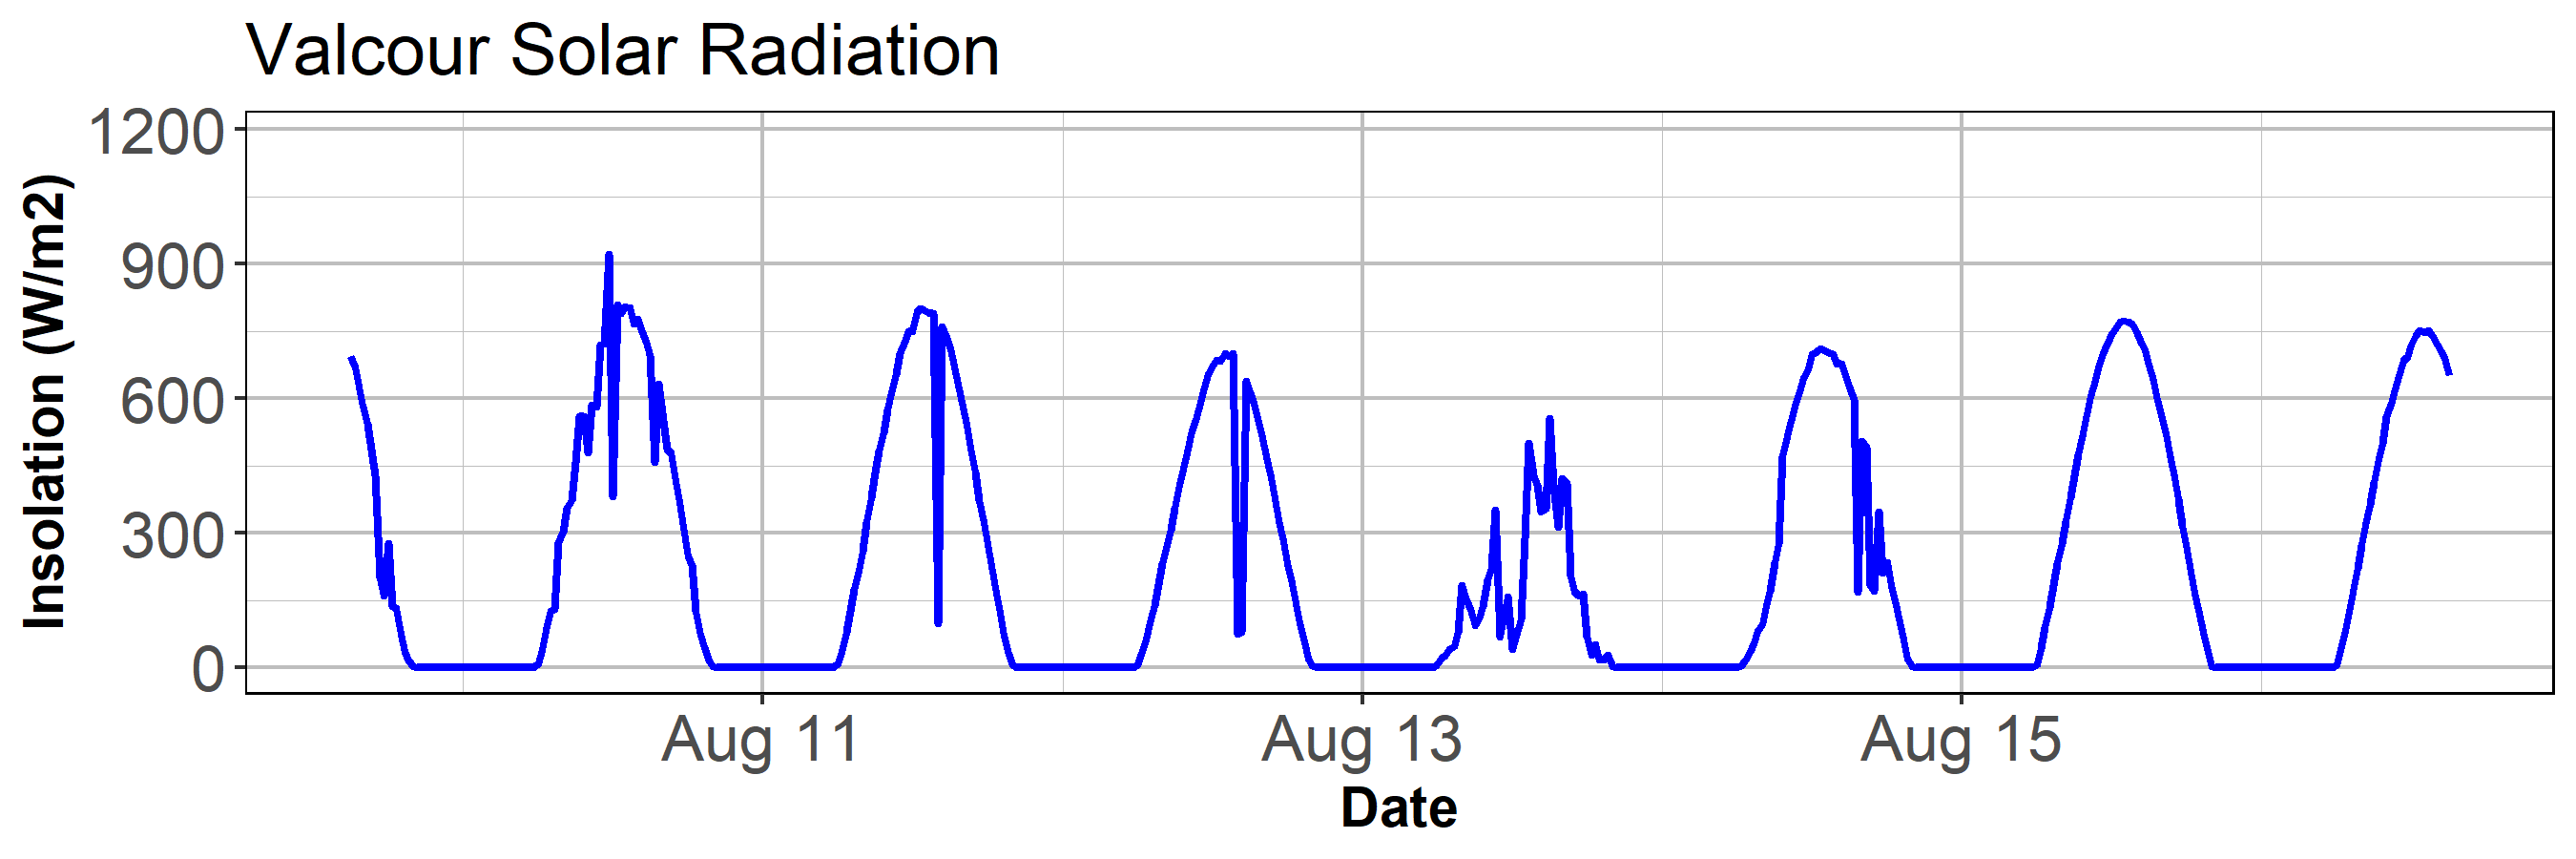 Valcour Solar Radiation
Insolation (W/m2)
1200
900
600
300
0
Aug 11
Aug 13
Aug 15
Date